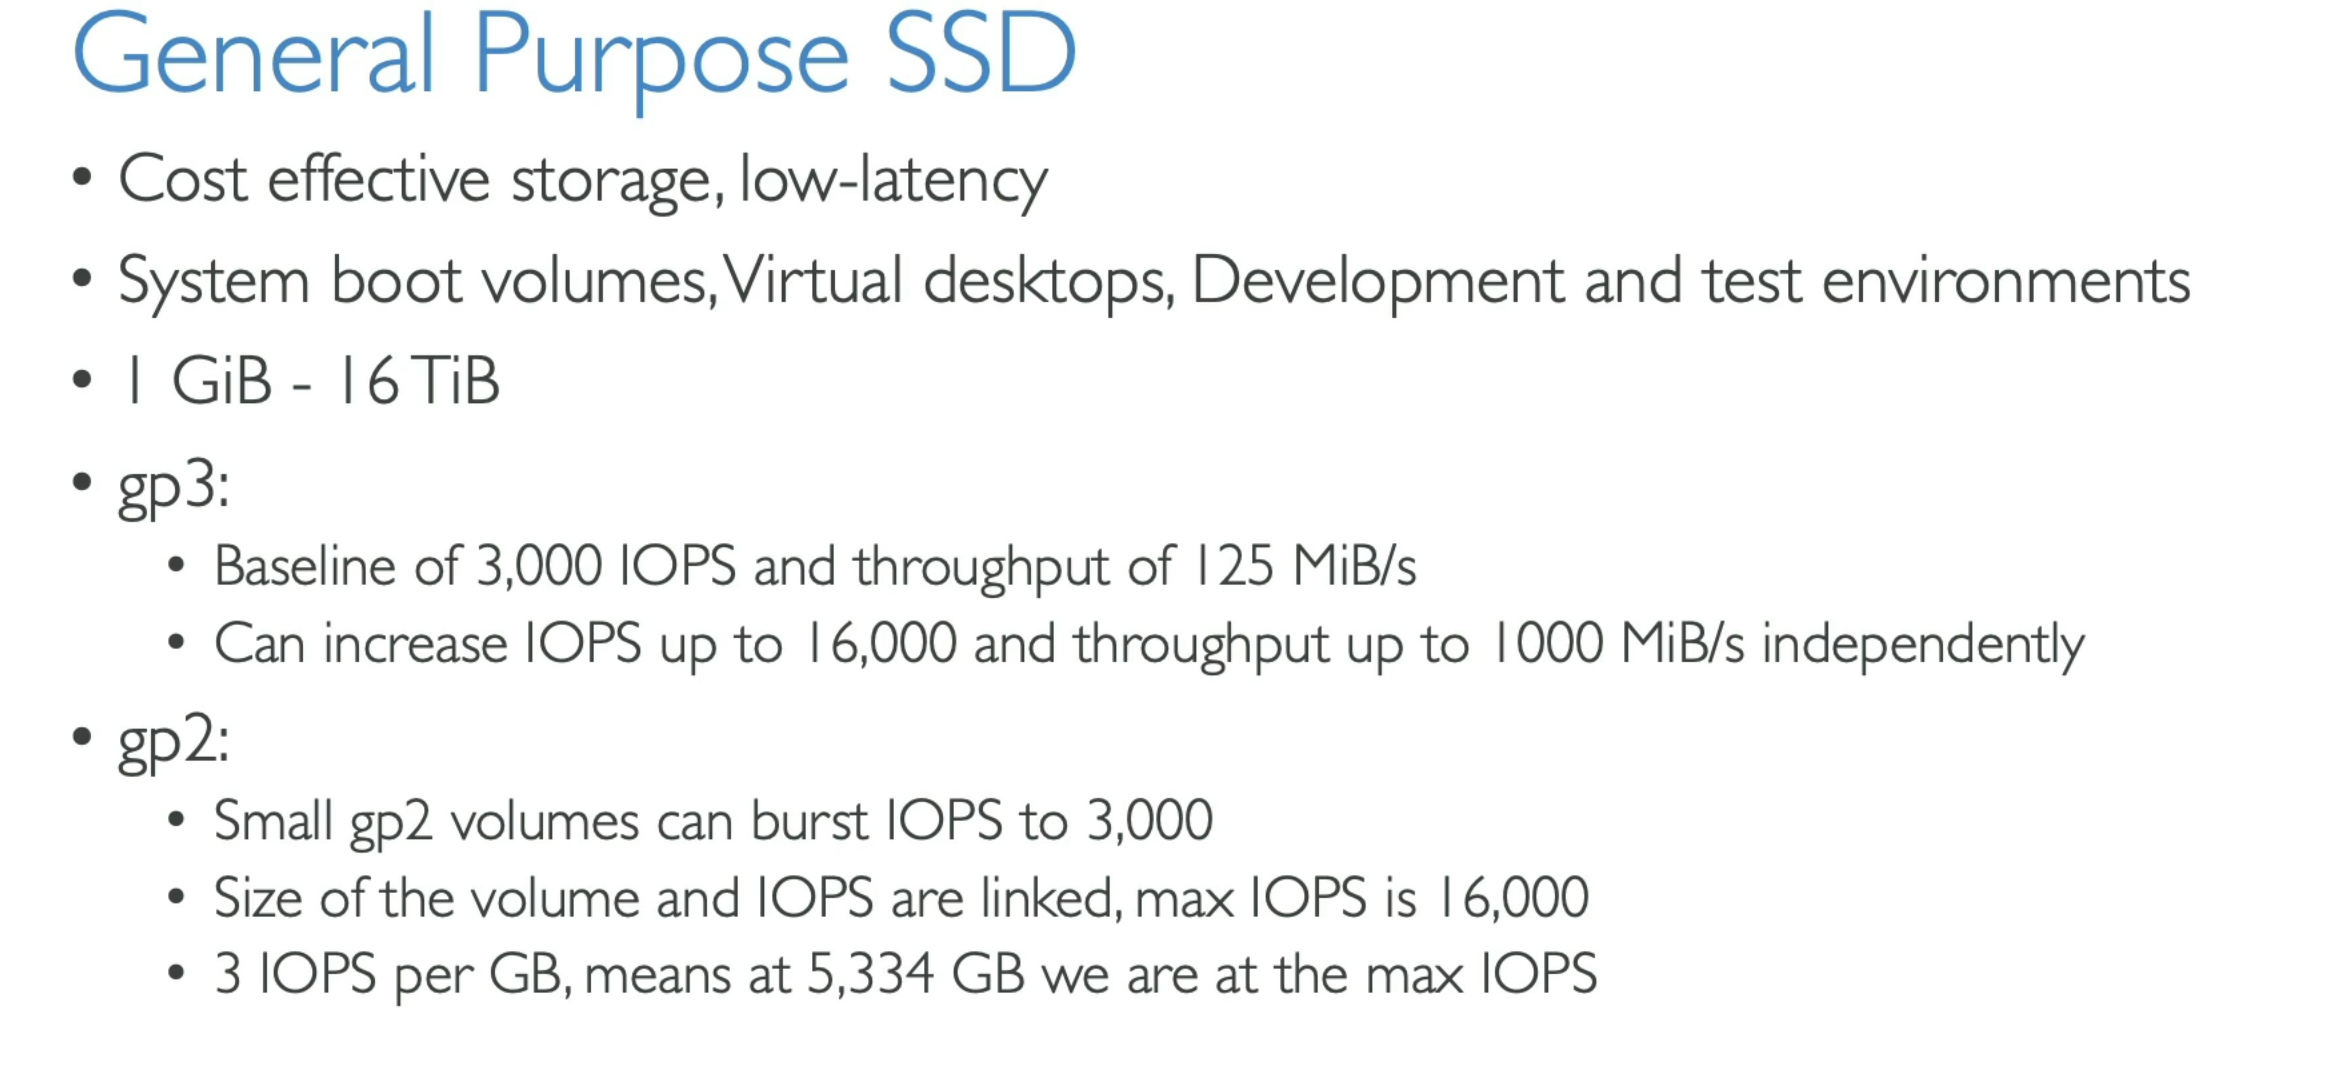 General Purpose SSD
• Cost effective storage, low-latency
• System boot volumes, Virtual desktops, Development and test environments
• 1 GiB - 16 TiB
• gp3:
• Baseline of 3,000 IOPS and throughput of 125 MiB/s
• Can increase IOPS up to 16,000 and throughput up to 1000 MiB/s independently
• gp2:
• Small gp2 volumes can burst IOPS to 3,000
• Size of the volume and IOPS are linked, max IOPS is 16,000
• 3 IOPS per GB, means at 5,334 GB we are at the max IOPS